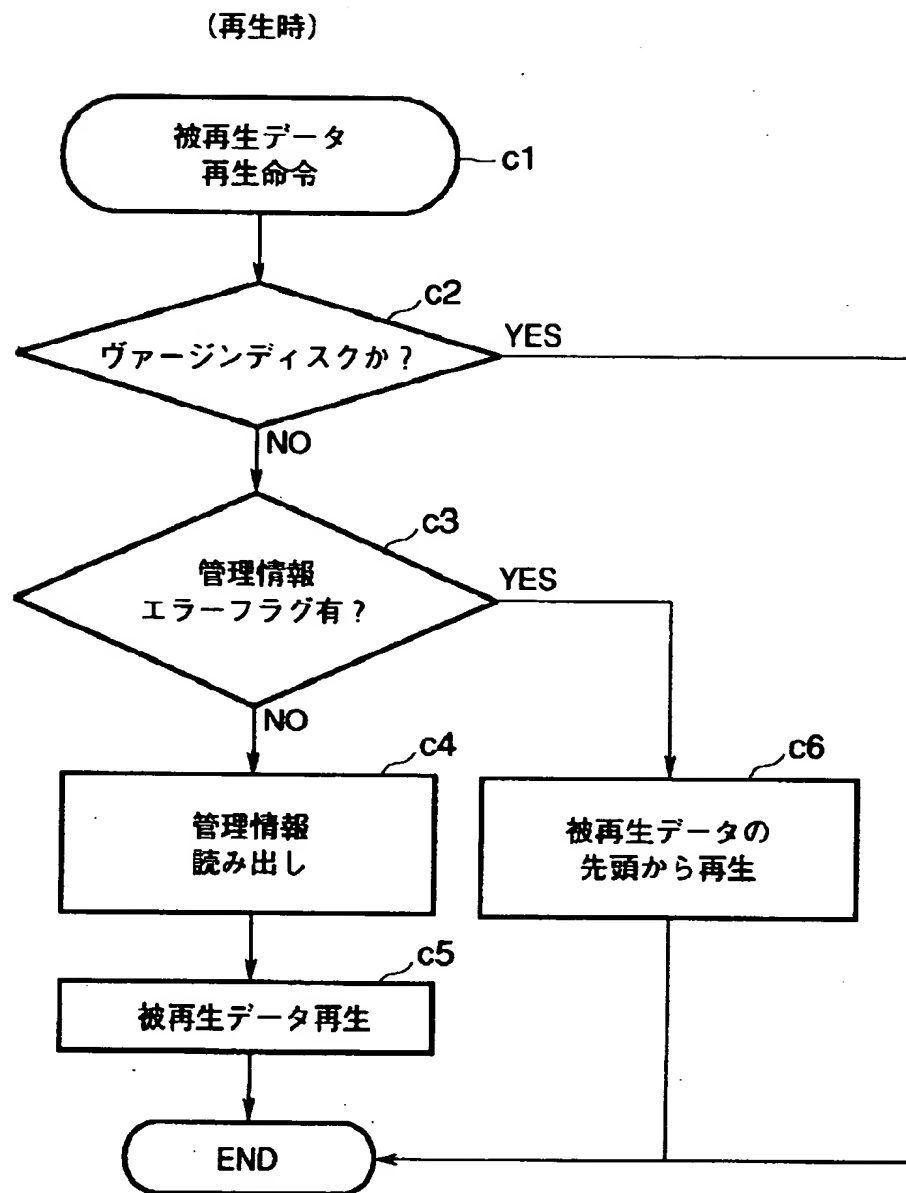 (再生時)
被再生データ
再生命令
c1
c2
ヴァージンディスクか?
YES
NO
c3
管理情報
エラーフラグ有?
YES
NO
c4
管理情報
読み出し
c6
被再生データの
先頭から再生
c5
被再生データ再生
END